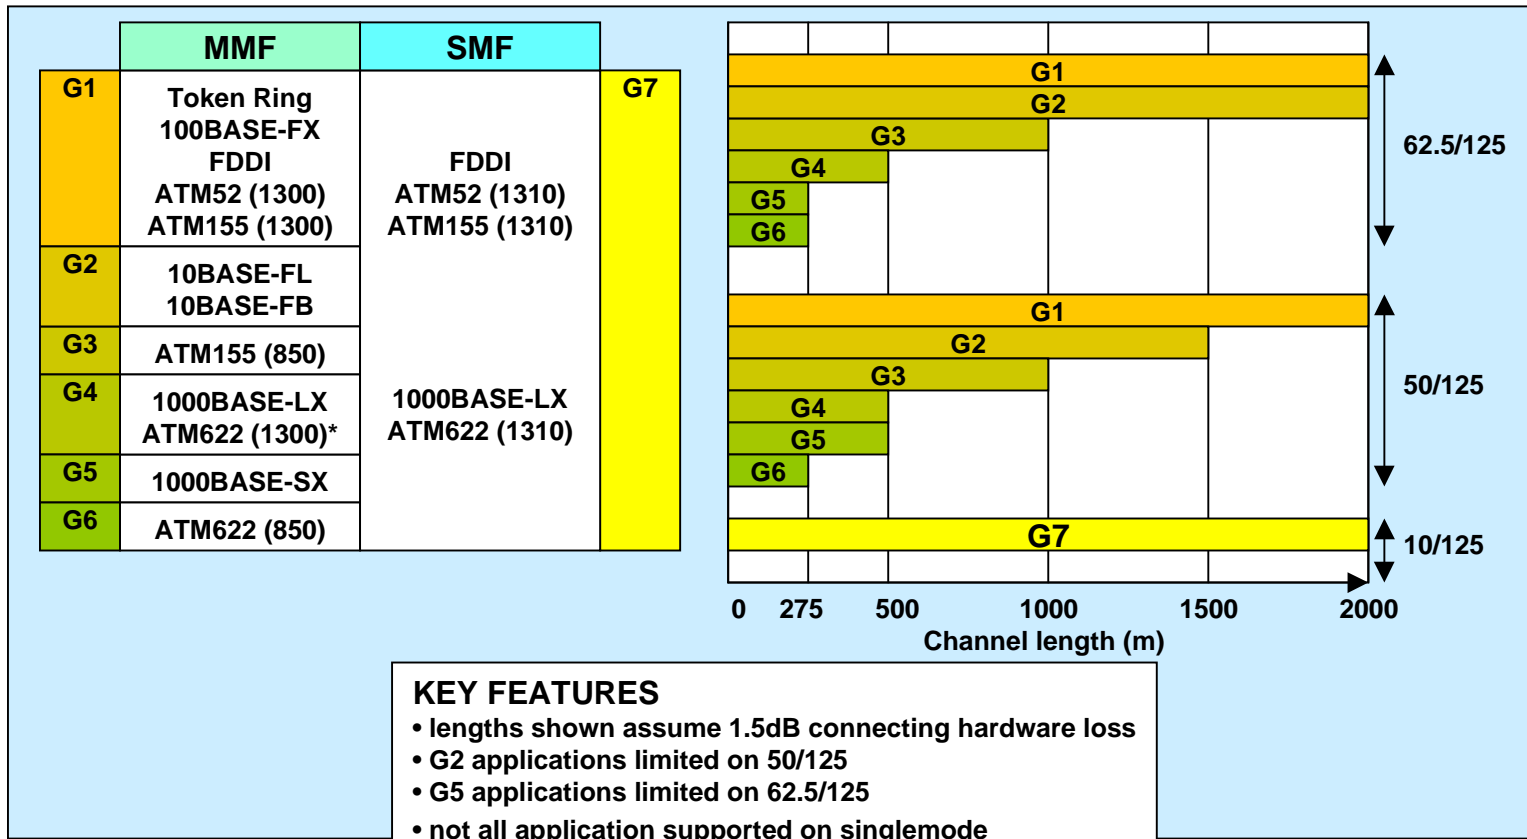 MMF
SMF
G1
Token Ring
100BASE-FX
FDDI
ATM52 (1300)
ATM155 (1300)
FDDI
ATM52 (1310)
ATM155 (1310)
G7
G2
10BASE-FL
10BASE-FB
G3
ATM155 (850)
G4
1000BASE-LX
ATM622 (1300)*
1000BASE-LX
ATM622 (1310)
G5
1000BASE-SX
G6
ATM622 (850)
G1
G2
G3
G4
G5
G6
62.5/125
G1
G2
G3
G4
G5
G6
50/125
G7
10/125
0 275 500 1000 1500 2000
Channel length (m)
KEY FEATURES
• lengths shown assume 1.5dB connecting hardware loss
• G2 applications limited on 50/125
• G5 applications limited on 62.5/125
• not all application supported on singlemode